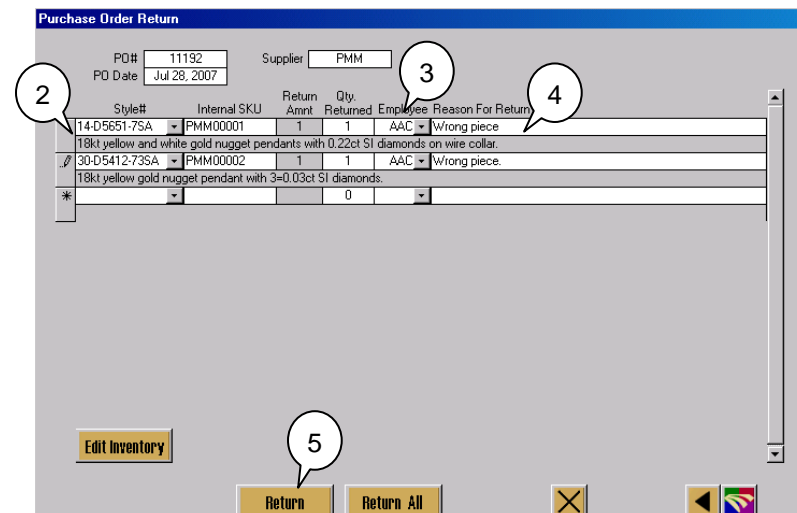 Purchase Order Return
PO# 11192 Supplier PMM
PO Date Jul 28, 2007
2
3
4
Style# Internal SKU Return Amnt Qty. Returned Employee Reason For Return
14-D5651-7SA PMM00001 1 1 AAC Wrong piece
18kt yellow and white gold nugget pendants with 0.22ct SI diamonds on wire collar.
30-D5412-73SA PMM00002 1 1 AAC Wrong piece.
18kt yellow gold nugget pendant with 3=0.03ct SI diamonds.
0
Edit Inventory
5
Return Return All